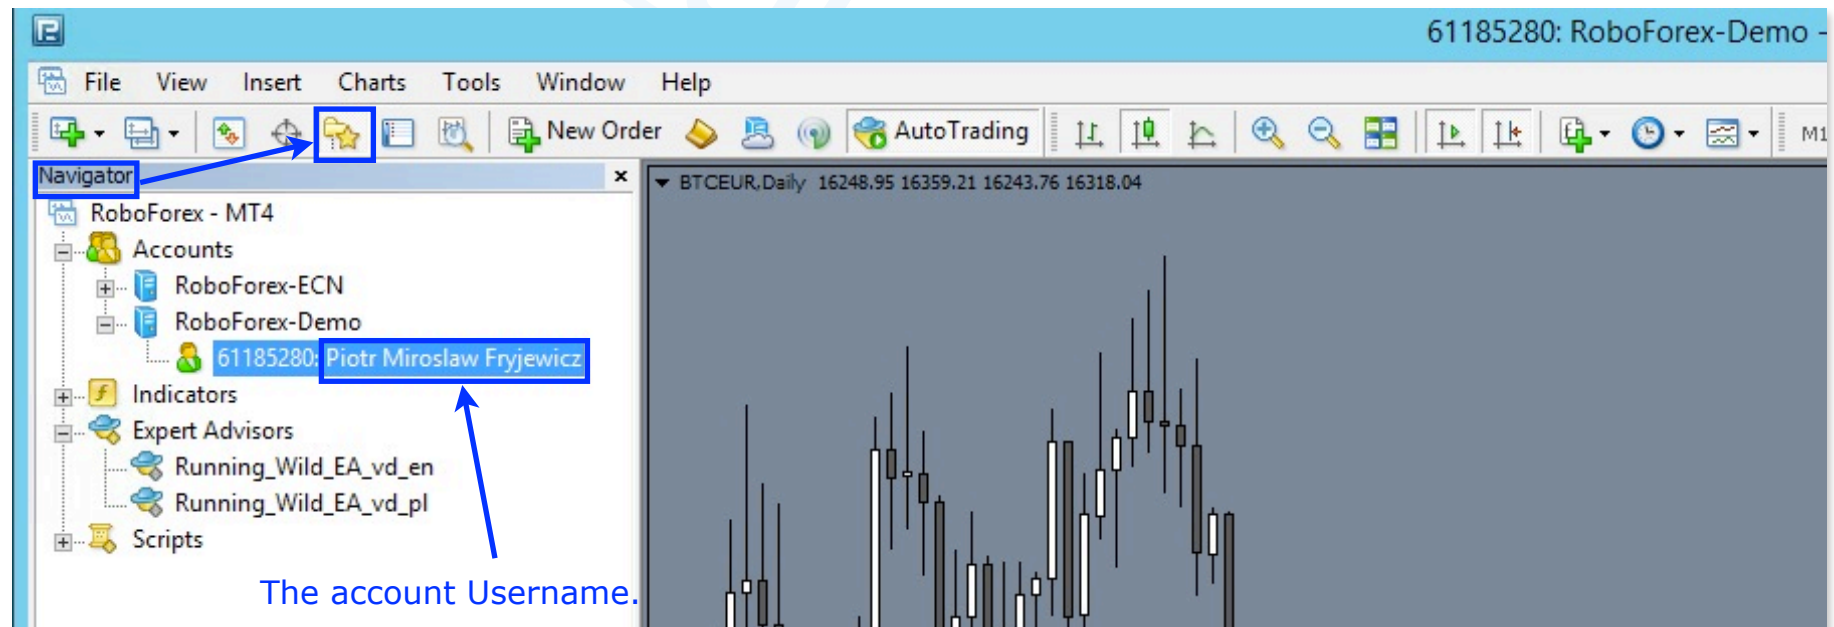 61185280: RoboForex-Demo -
File View Insert Charts Tools Window Help
New Order AutoTrading M1
Navigator
BTCEUR,Daily 16248.95 16359.21 16243.76 16318.04
RoboForex - MT4
Accounts
RoboForex-ECN
RoboForex-Demo
61185280: Piotr Miroslaw Fryjewicz
Indicators
Expert Advisors
Running_Wild_EA_vd_en
Running_Wild_EA_vd_pl
Scripts
The account Username.